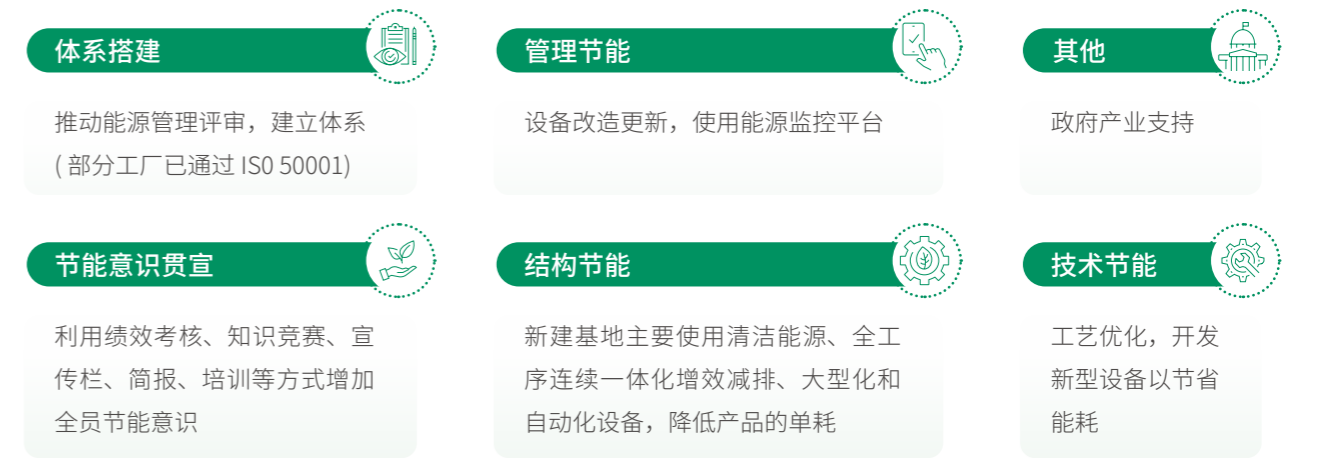 体系搭建
推动能源管理评审，建立体系
( 部分工厂已通过 IS0 50001)
管理节能
设备改造更新，使用能源监控平台
其他
政府产业支持
节能意识贯宣
利用绩效考核、知识竞赛、宣
传栏、简报、培训等方式增加
全员节能意识
结构节能
新建基地主要使用清洁能源、全工
序连续一体化增效减排、大型化和
自动化设备，降低产品的单耗
技术节能
工艺优化，开发
新型设备以节省
能耗